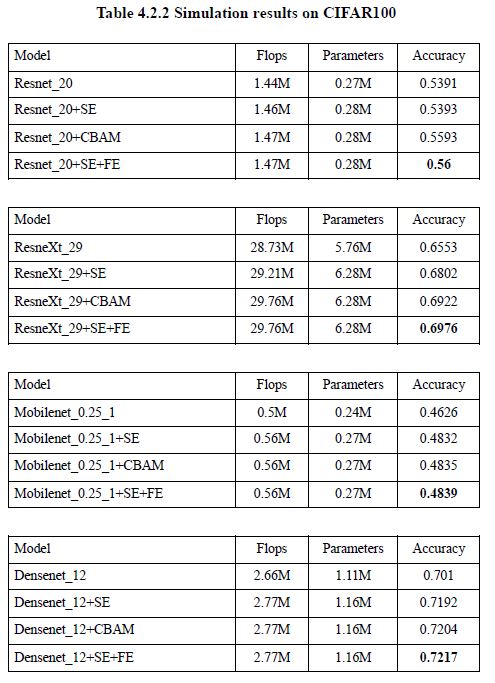 Table 4.2.2 Simulation results on CIFAR100
Model Flops Parameters Accuracy
Resnet_20 1.44M 0.27M 0.5391
Resnet_20+SE 1.46M 0.28M 0.5393
Resnet_20+CBAM 1.47M 0.28M 0.5593
Resnet_20+SE+FE 1.47M 0.28M 0.56
Model Flops Parameters Accuracy
ResneXt_29 28.73M 5.76M 0.6553
ResneXt_29+SE 29.21M 6.28M 0.6802
ResneXt_29+CBAM 29.76M 6.28M 0.6922
ResneXt_29+SE+FE 29.76M 6.28M 0.6976
Model Flops Parameters Accuracy
Mobilenet_0.25_1 0.5M 0.24M 0.4626
Mobilenet_0.25_1+SE 0.56M 0.27M 0.4832
Mobilenet_0.25_1+CBAM 0.56M 0.27M 0.4835
Mobilenet_0.25_1+SE+FE 0.56M 0.27M 0.4839
Model Flops Parameters Accuracy
Densenet_12 2.66M 1.11M 0.701
Densenet_12+SE 2.77M 1.16M 0.7192
Densenet_12+CBAM 2.77M 1.16M 0.7204
Densenet_12+SE+FE 2.77M 1.16M 0.7217